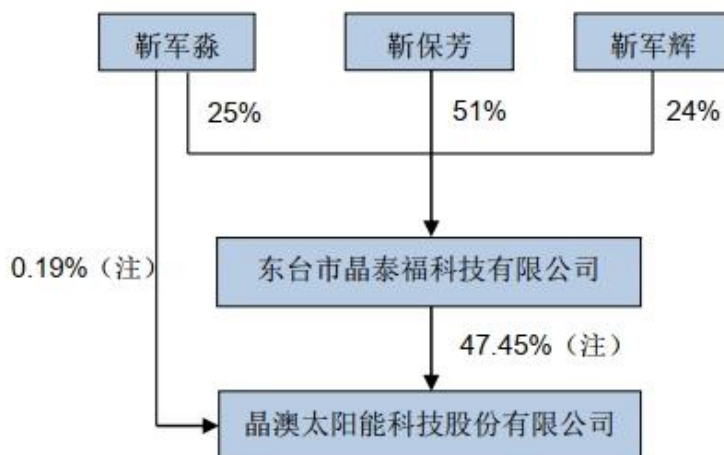 靳军淼
靳保芳
靳军辉
25%
51%
24%
东台市晶泰福科技有限公司
0.19%（注）
47.45%（注）
晶澳太阳能科技股份有限公司